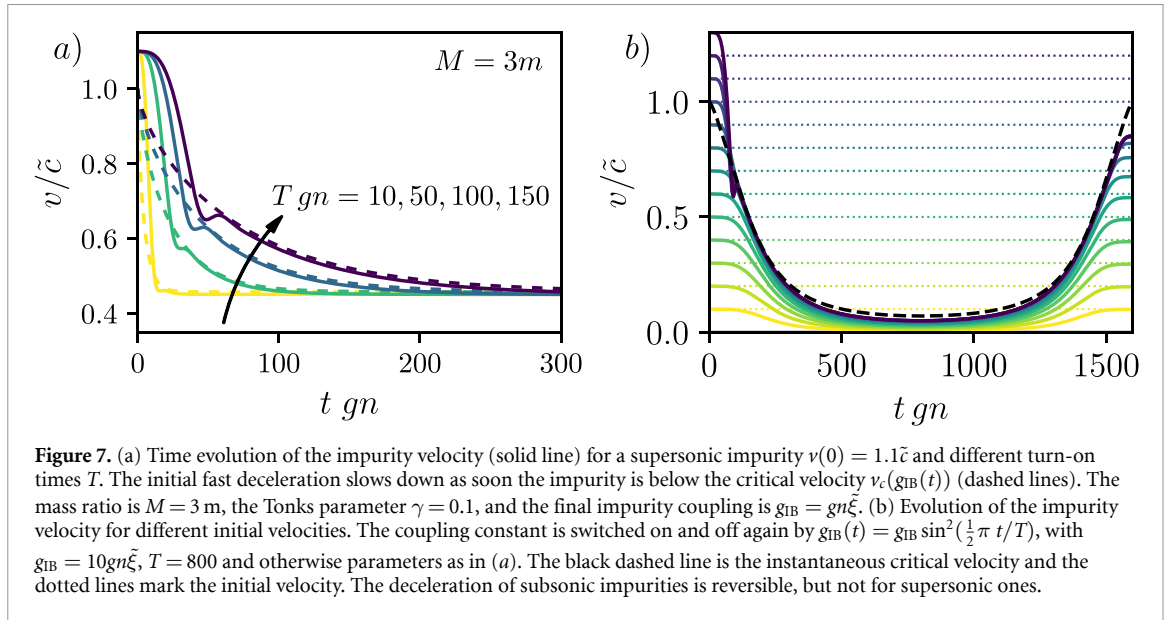 a)
M = 3m
1.0
0.8
0.6
0.4
v/c̃
T gn = 10, 50, 100, 150
0
100
200
300
t gn
b)
1.0
0.5
0.0
0
500
1000
1500
t gn
Figure 7. (a) Time evolution of the impurity velocity (solid line) for a supersonic impurity v(0) = 1.1c̃ and different turn-on
times T. The initial fast deceleration slows down as soon the impurity is below the critical velocity v_c(g_IB(t)) (dashed lines). The
mass ratio is M = 3 m, the Tonks parameter γ = 0.1, and the final impurity coupling is g_IB = gnξ̃. (b) Evolution of the impurity
velocity for different initial velocities. The coupling constant is switched on and off again by g_IB(t) = g_IB sin²(½π t/T), with
g_IB = 10gnξ̃, T = 800 and otherwise parameters as in (a). The black dashed line is the instantaneous critical velocity and the
dotted lines mark the initial velocity. The deceleration of subsonic impurities is reversible, but not for supersonic ones.
v/c̃